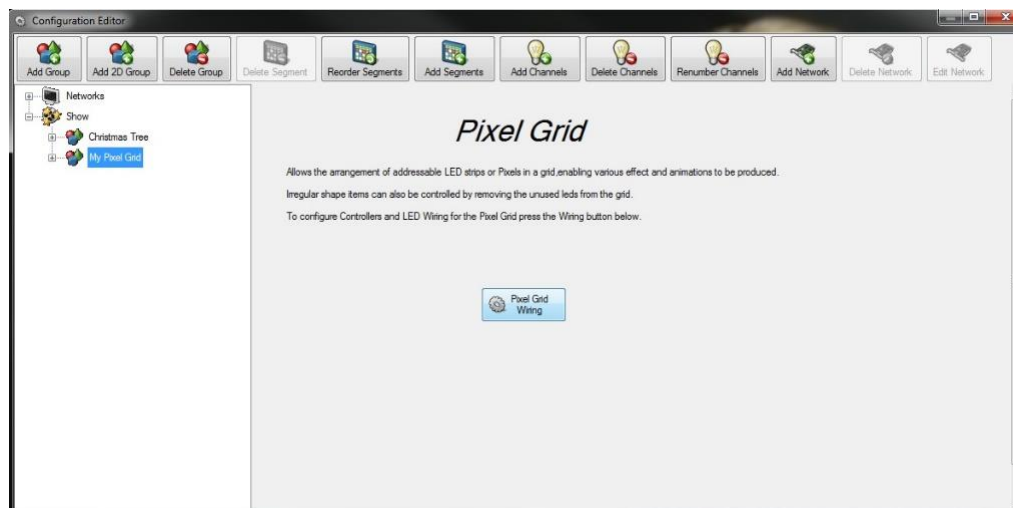 Configuration Editor
Add Group
Add 2D Group
Delete Group
Delete Segment
Reorder Segments
Add Segments
Add Channels
Delete Channels
Renumber Channels
Add Network
Delete Network
Edit Network
Networks
Show
Christmas Tree
My Pixel Grid
Pixel Grid
Allows the arrangement of addressable LED strips or Pixels in a grid,enabling various effect and animations to be produced.
Irregular shape items can also be controlled by removing the unused leds from the grid.
To configure Controllers and LED Wiring for the Pixel Grid press the Wiring button below.
Pixel Grid
Wiring